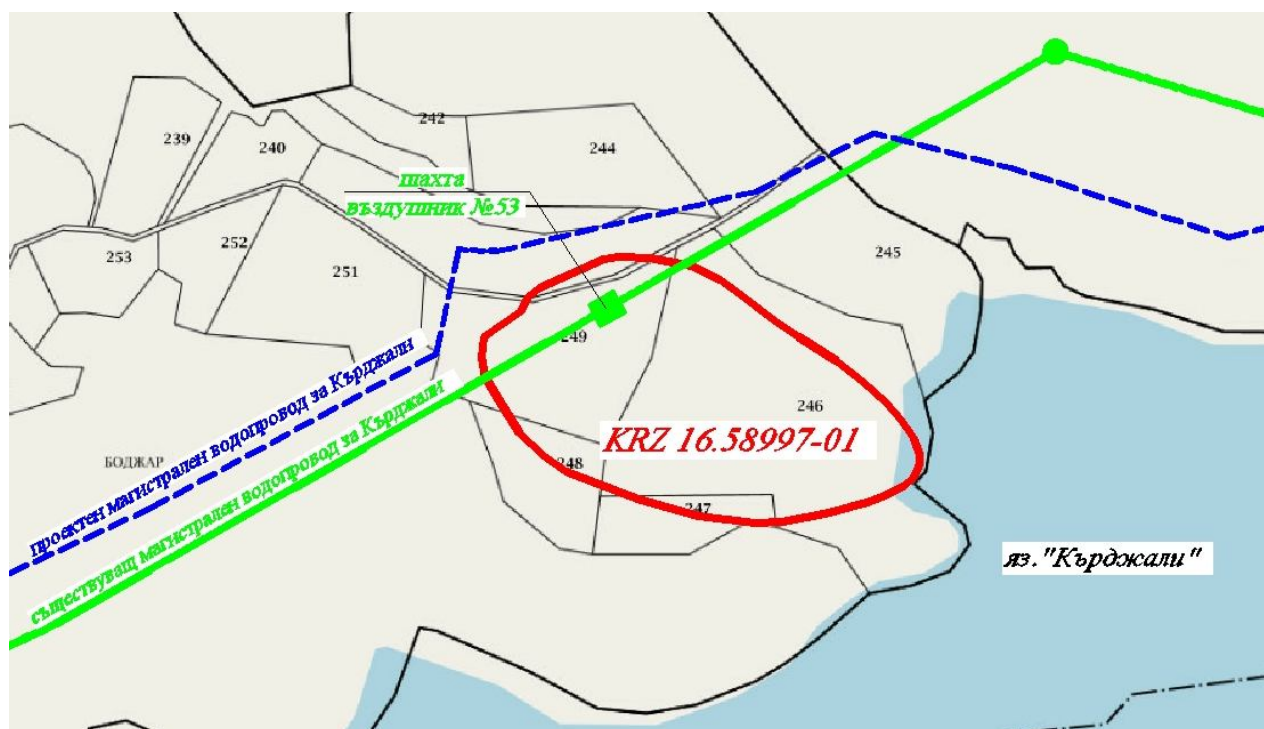 242
239
240
244
шахта
въздушник №53
252
253
251
245
249
проектен магистрален водопровод за Кърджали
съществуващ магистрален водопровод за Кърджали
246
KRZ 16.58997-01
БОДЖАР
248
247
яз."Кърджали"